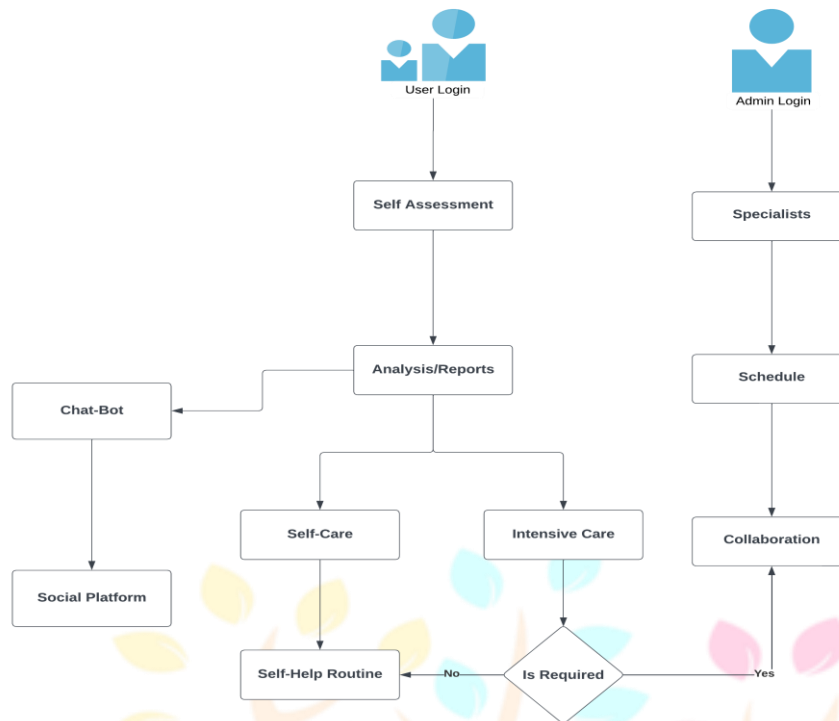 User Login
Admin Login
Self Assessment
Specialists
Analysis/Reports
Schedule
Chat-Bot
Self-Care
Intensive Care
Collaboration
Social Platform
Self-Help Routine
No
Is Required
Yes